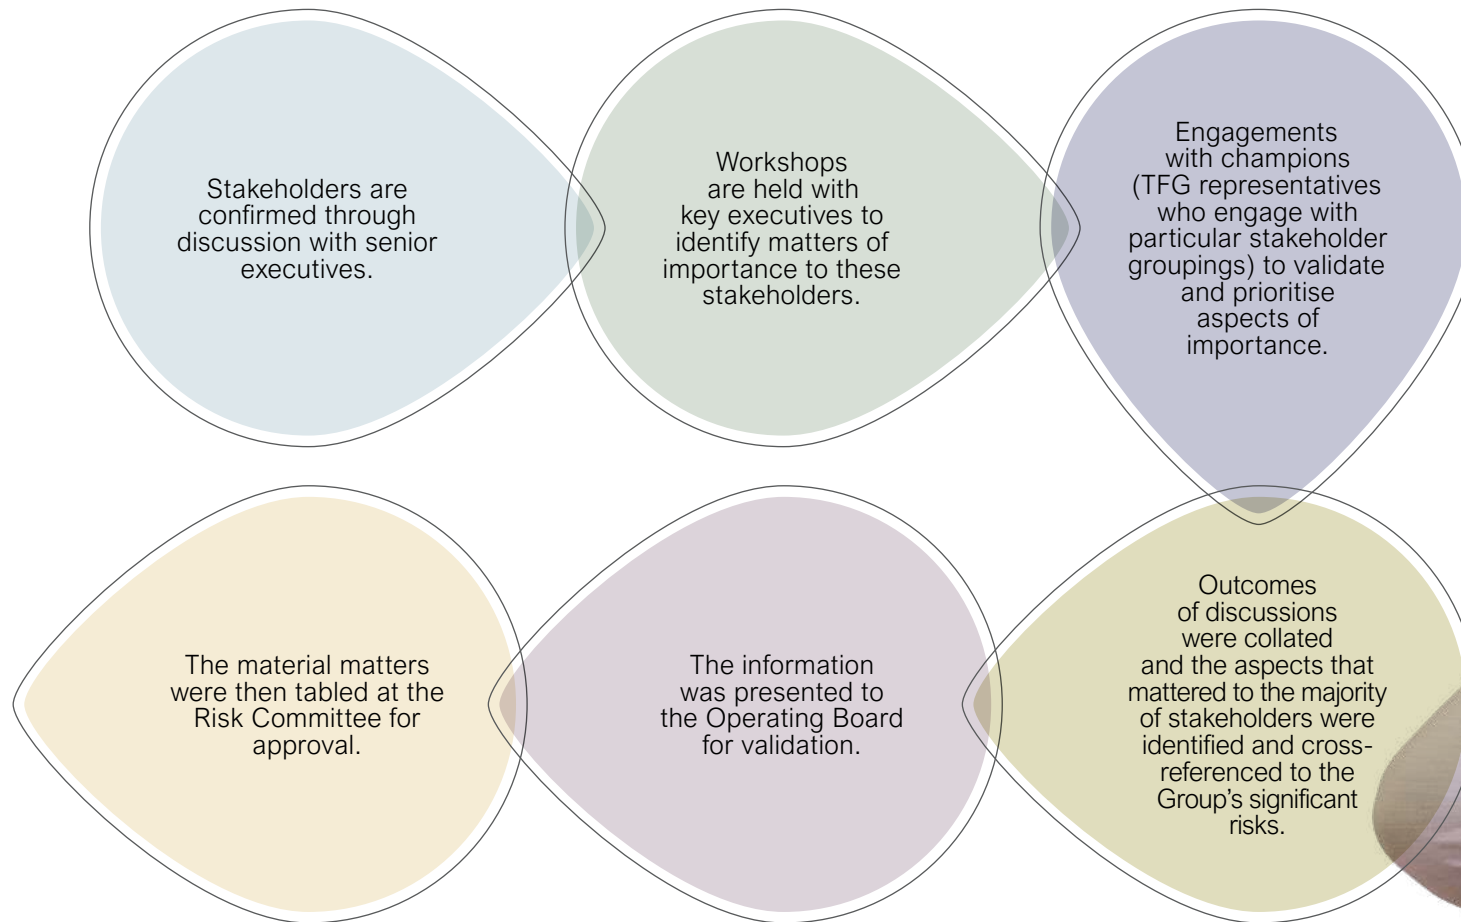 Stakeholders are
confirmed through
discussion with senior
executives.
Workshops
are held with
key executives to
identify matters of
importance to these
stakeholders.
Engagements
with champions
(TFG representatives
who engage with
particular stakeholder
groupings) to validate
and prioritise
aspects of
importance.
Outcomes
of discussions
were collated
and the aspects that
mattered to the majority
of stakeholders were
identified and cross-
referenced to the
Group’s significant
risks.
The information
was presented to
the Operating Board
for validation.
The material matters
were then tabled at the
Risk Committee for
approval.